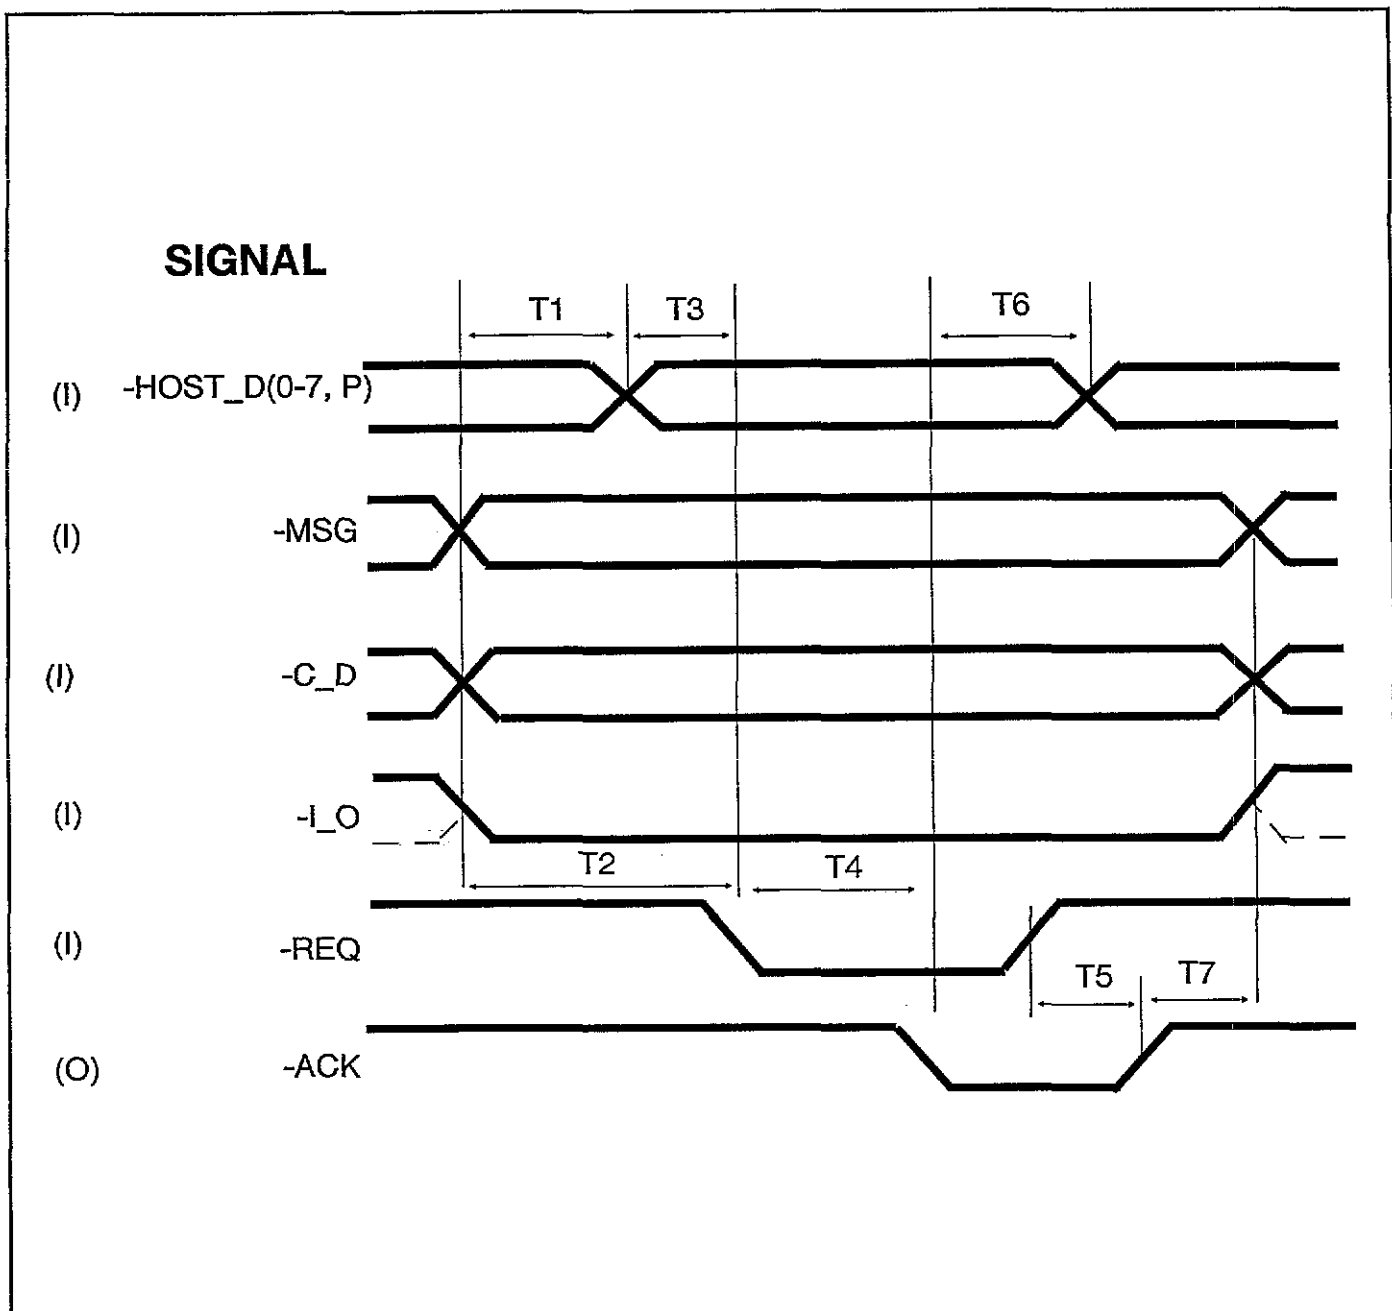 SIGNAL
T1 T3 T6
(I) -HOST_D(0-7, P)
(I) -MSG
(I) -C_D
(I) -I_O
T2 T4
(I) -REQ
T5 T7
(O) -ACK